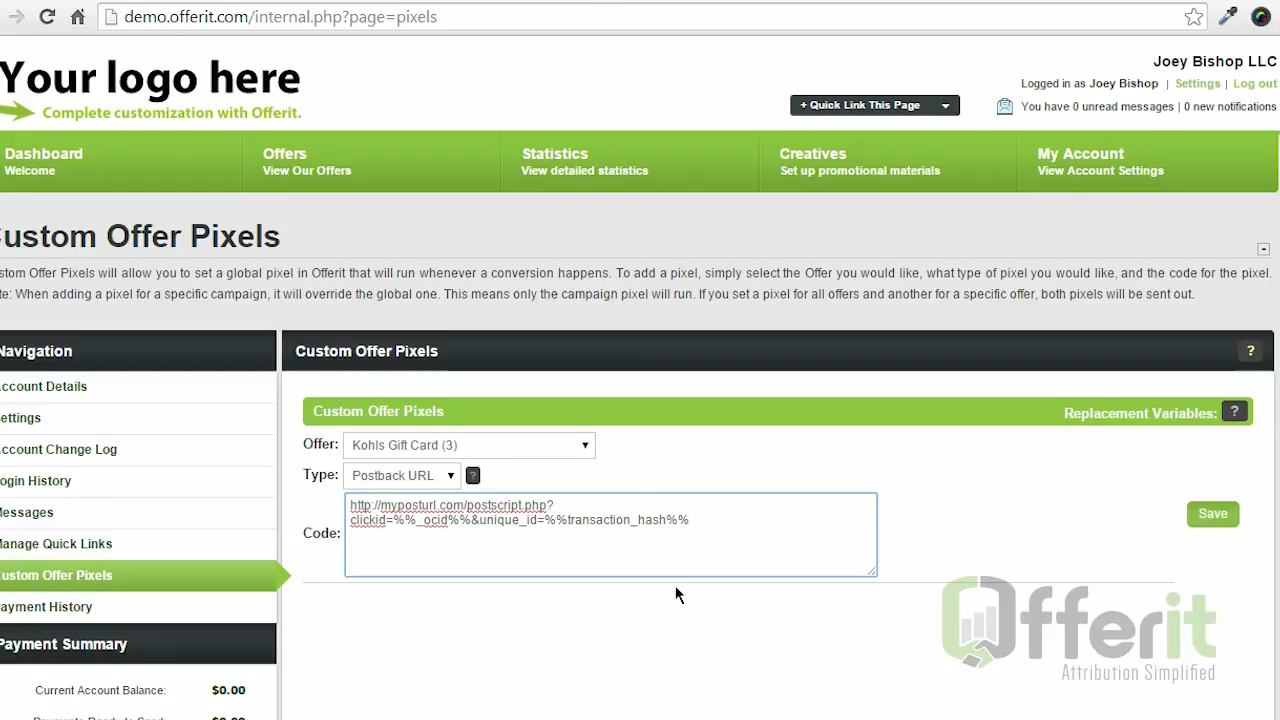 demo.offerit.com/internal.php?page=pixels
Your logo here
Complete customization with Offerit.
Joey Bishop LLC
Logged in as Joey Bishop | Settings | Log out
+ Quick Link This Page
You have 0 unread messages | 0 new notifications
Dashboard
Welcome
Offers
View Our Offers
Statistics
View detailed statistics
Creatives
Set up promotional materials
My Account
View Account Settings
ustom Offer Pixels
stom Offer Pixels will allow you to set a global pixel in Offerit that will run whenever a conversion happens. To add a pixel, simply select the Offer you would like, what type of pixel you would like, and the code for the pixel.
te: When adding a pixel for a specific campaign, it will override the global one. This means only the campaign pixel will run. If you set a pixel for all offers and another for a specific offer, both pixels will be sent out.
Navigation
ccount Details
ettings
ccount Change Log
ogin History
Messages
Manage Quick Links
ustom Offer Pixels
ayment History
Payment Summary
Current Account Balance: $0.00
Custom Offer Pixels
?
Custom Offer Pixels
Replacement Variables: ?
Offer: Kohls Gift Card (3)
Type: Postback URL ?
Code:
http://myposturl.com/postscript.php?
clickid=%%_ocid%%&unique_id=%%transaction_hash%%
Save
Offerit
Attribution Simplified